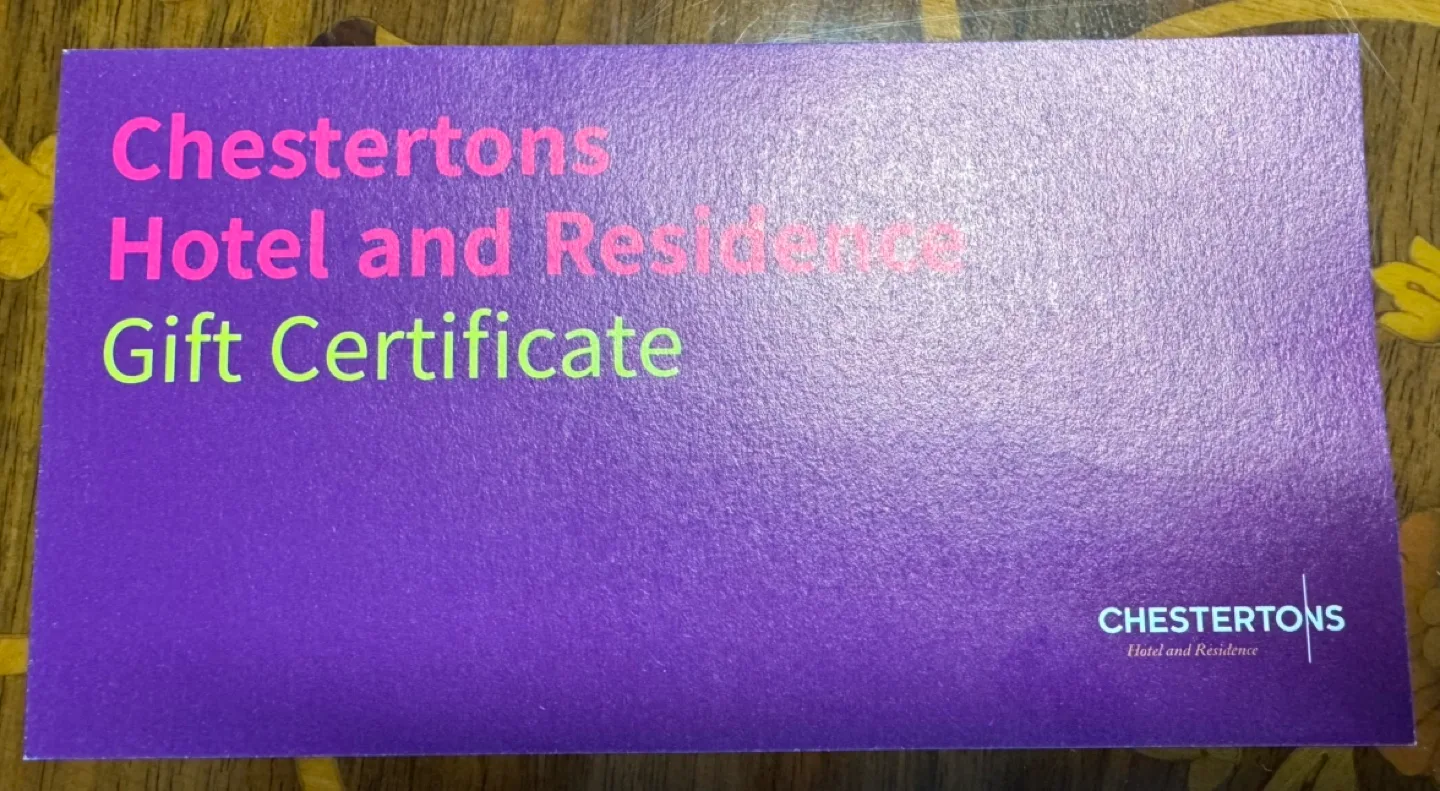 Chestertons
Hotel and Residence
Gift Certificate
CHESTERTONS
Hotel and Residence